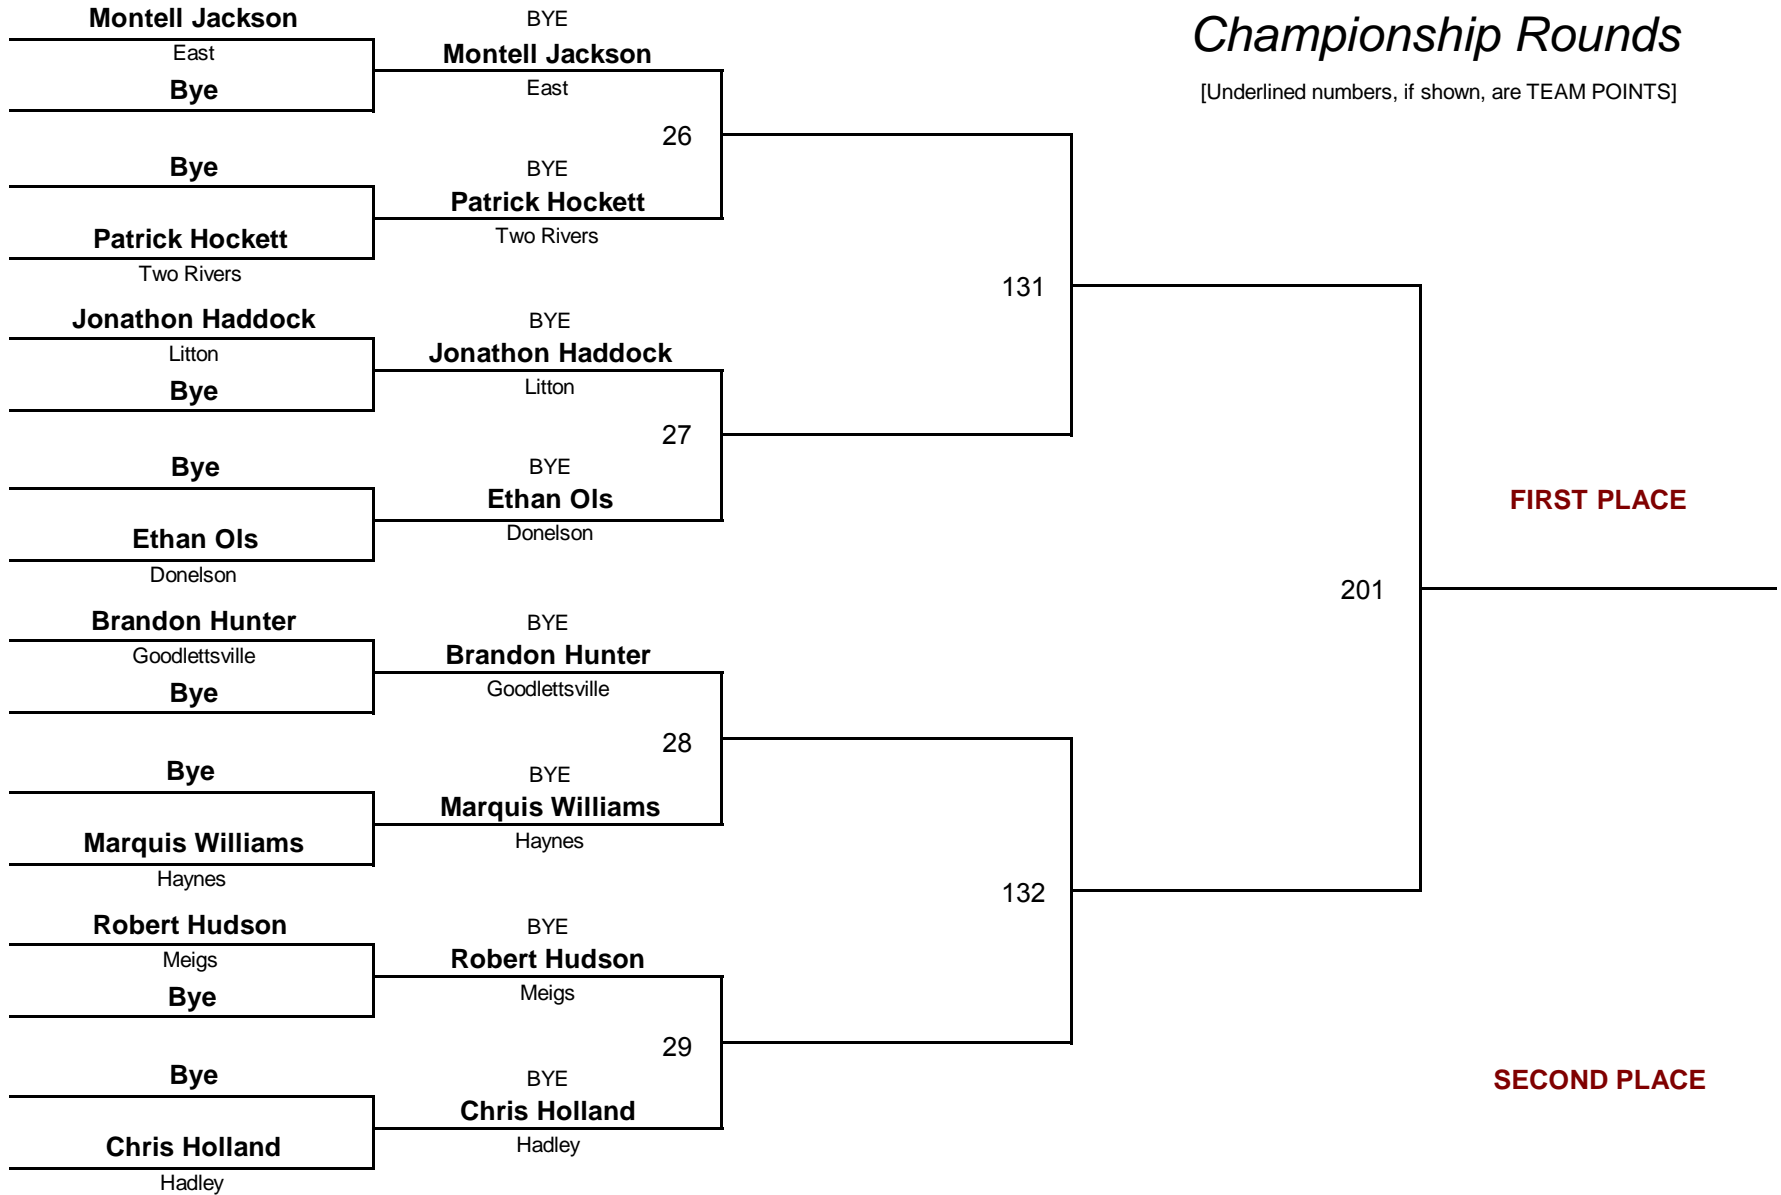 Championship Rounds
[Underlined numbers, if shown, are TEAM POINTS]
Montell Jackson
East
Bye
Bye
Patrick Hockett
Two Rivers
Jonathon Haddock
Litton
Bye
Bye
Ethan Ols
Donelson
Brandon Hunter
Goodlettsville
Bye
Bye
Marquis Williams
Haynes
Robert Hudson
Meigs
Bye
Bye
Chris Holland
Hadley
BYE
Montell Jackson
East
26
BYE
Patrick Hockett
Two Rivers
BYE
Jonathon Haddock
Litton
27
BYE
Ethan Ols
Donelson
BYE
Brandon Hunter
Goodlettsville
28
BYE
Marquis Williams
Haynes
BYE
Robert Hudson
Meigs
29
BYE
Chris Holland
Hadley
131
132
201
FIRST PLACE
SECOND PLACE